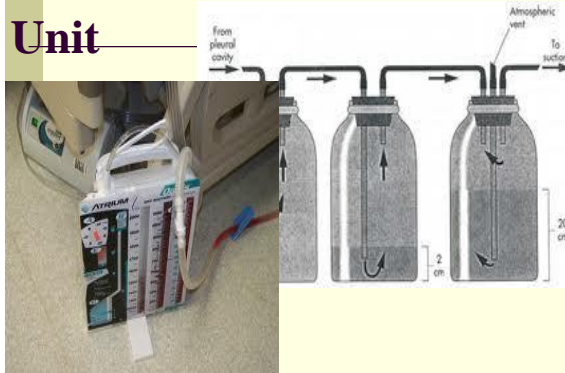 Unit
From
pleural
cavity
Atmospheric
vent
To
suction
2
cm
20
cm
ATRIUM